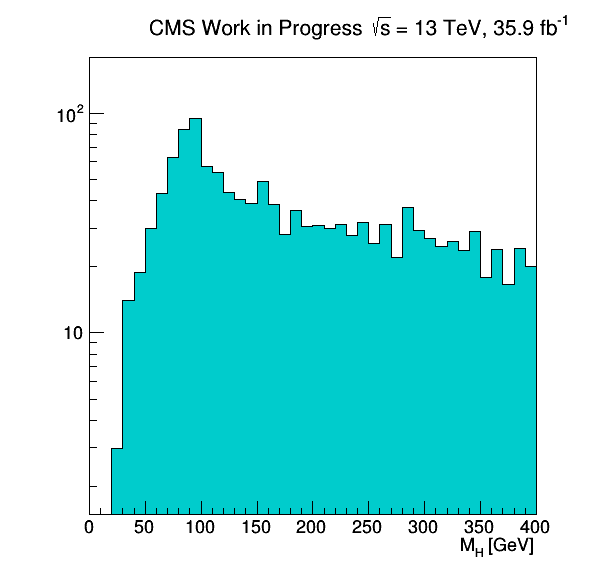 CMS Work in Progress √s = 13 TeV, 35.9 fb⁻¹
10²
10
0 50 100 150 200 250 300 350 400
M_H [GeV]